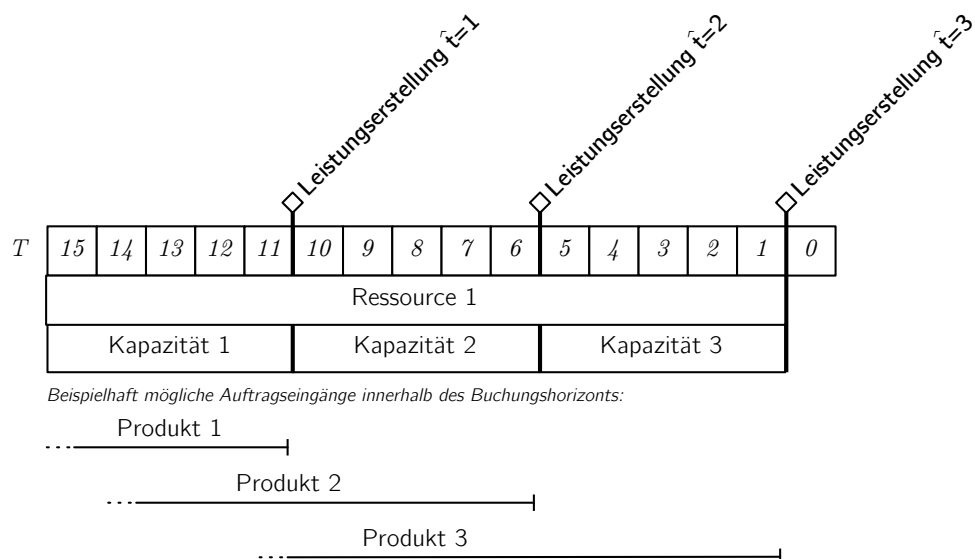 Leistungserstellung t̂=1
Leistungserstellung t̂=2
Leistungserstellung t̂=3
T 15 14 13 12 11 10 9 8 7 6 5 4 3 2 1 0
Ressource 1
Kapazität 1 Kapazität 2 Kapazität 3
Beispielhaft mögliche Auftragseingänge innerhalb des Buchungshorizonts:
Produkt 1
Produkt 2
Produkt 3